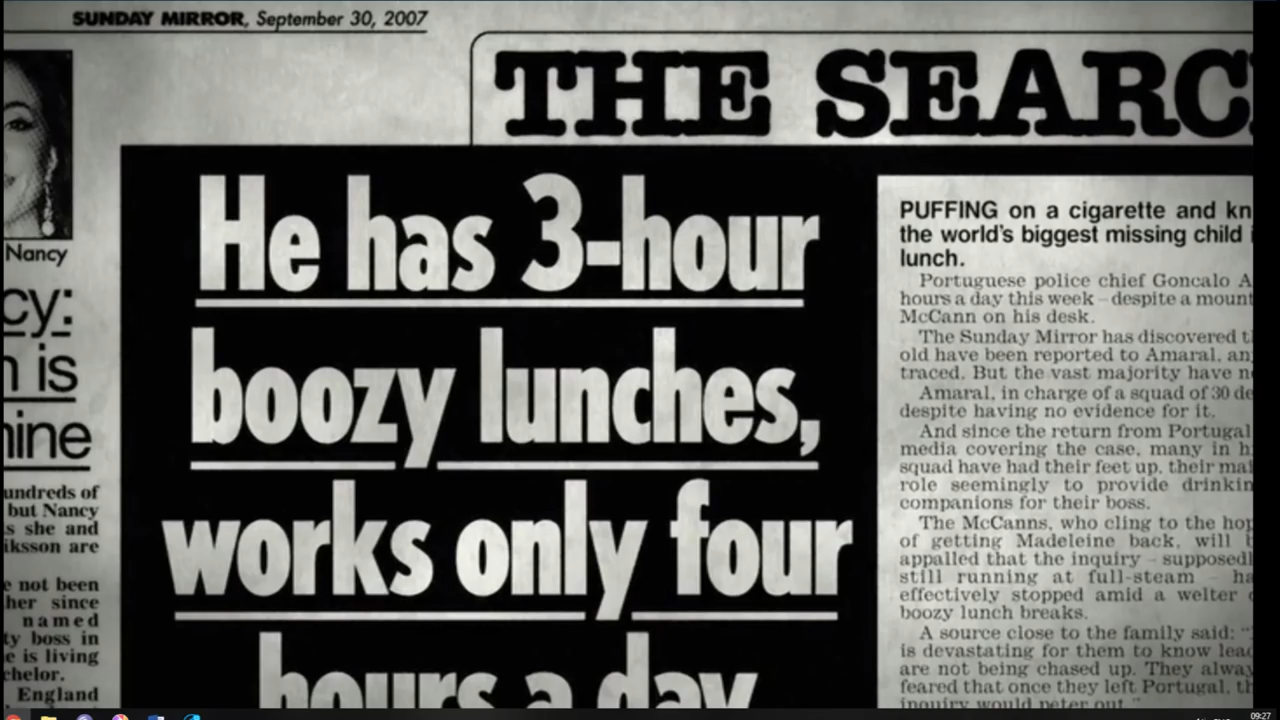 SUNDAY MIRROR, September 30, 2007
THE SEARC
Nancy
cy:
is
ine
undreds of
but Nancy
s she and
iksson are
e not been
her since
named
ty boss in
e is living
chelor.
England
He has 3-hour
boozy lunches,
works only four
hours a day
PUFFING on a cigarette and kn
the world's biggest missing child i
lunch.
Portuguese police chief Goncalo A
hours a day this week – despite a mount
McCann on his desk.
The Sunday Mirror has discovered t
old have been reported to Amaral, an
traced. But the vast majority have n
Amaral, in charge of a squad of 30 de
despite having no evidence for it.
And since the return from Portugal
media covering the case, many in h
squad have had their feet up, their mai
role seemingly to provide drinkin
companions for their boss.
The McCanns, who cling to the hop
of getting Madeleine back, will b
appalled that the inquiry – supposedl
still running at full-steam – ha
effectively stopped amid a welter o
boozy lunch breaks.
A source close to the family said: "
is devastating for them to know lead
are not being chased up. They alway
feared that once they left Portugal, th
inquiry would peter out."
09:27